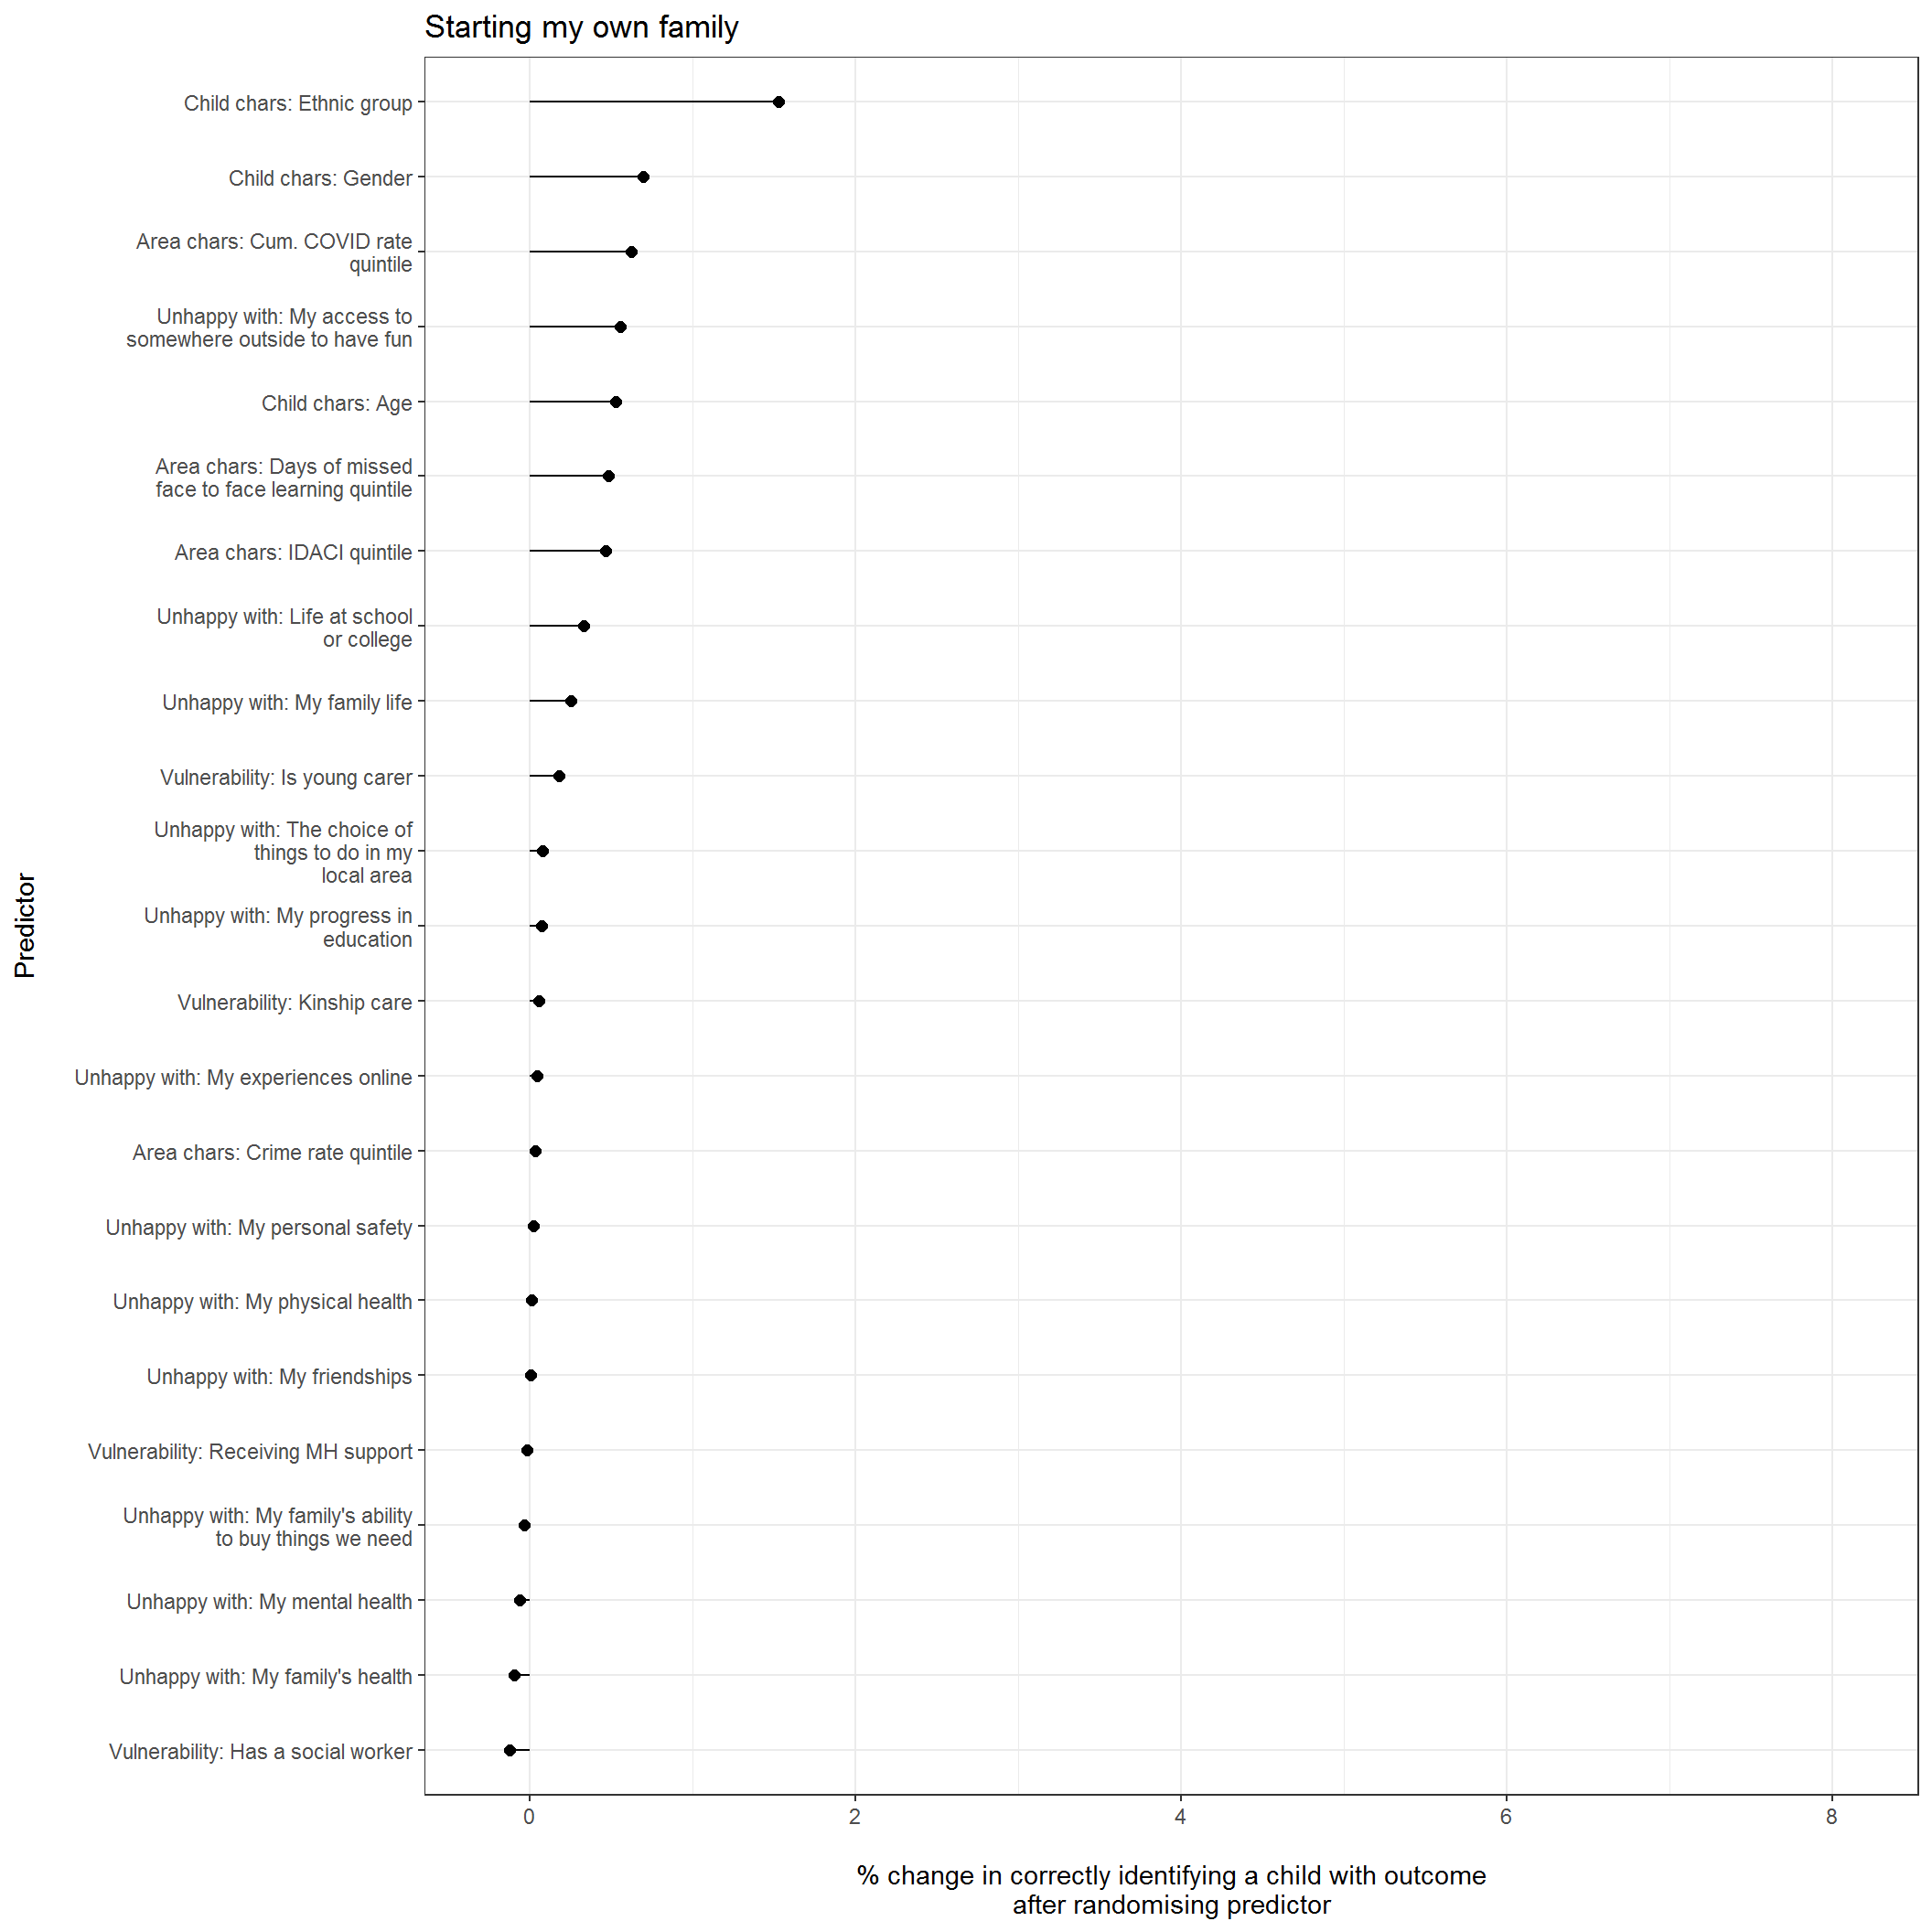 Starting my own family
Child chars: Ethnic group
Child chars: Gender
Area chars: Cum. COVID rate
quintile
Unhappy with: My access to
somewhere outside to have fun
Child chars: Age
Area chars: Days of missed
face to face learning quintile
Area chars: IDACI quintile
Unhappy with: Life at school
or college
Unhappy with: My family life
Vulnerability: Is young carer
Unhappy with: The choice of
things to do in my
local area
Unhappy with: My progress in
education
Vulnerability: Kinship care
Unhappy with: My experiences online
Area chars: Crime rate quintile
Unhappy with: My personal safety
Unhappy with: My physical health
Unhappy with: My friendships
Vulnerability: Receiving MH support
Unhappy with: My family's ability
to buy things we need
Unhappy with: My mental health
Unhappy with: My family's health
Vulnerability: Has a social worker
Predictor
0 2 4 6 8
% change in correctly identifying a child with outcome
after randomising predictor